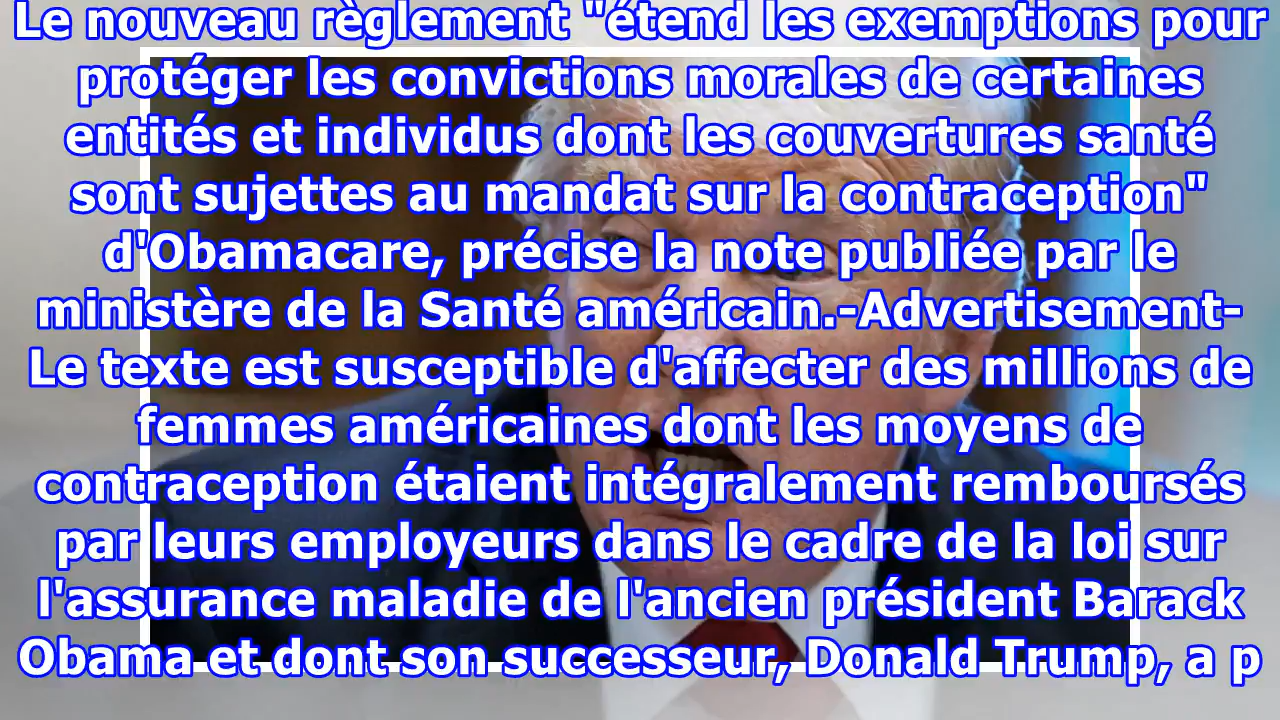 Le nouveau règlement "étend les exemptions pour
protéger les convictions morales de certaines
entités et individus dont les couvertures santé
sont sujettes au mandat sur la contraception"
d'Obamacare, précise la note publiée par le
ministère de la Santé américain.-Advertisement-
Le texte est susceptible d'affecter des millions de
femmes américaines dont les moyens de
contraception étaient intégralement remboursés
par leurs employeurs dans le cadre de la loi sur
l'assurance maladie de l'ancien président Barack
Obama et dont son successeur, Donald Trump, a p